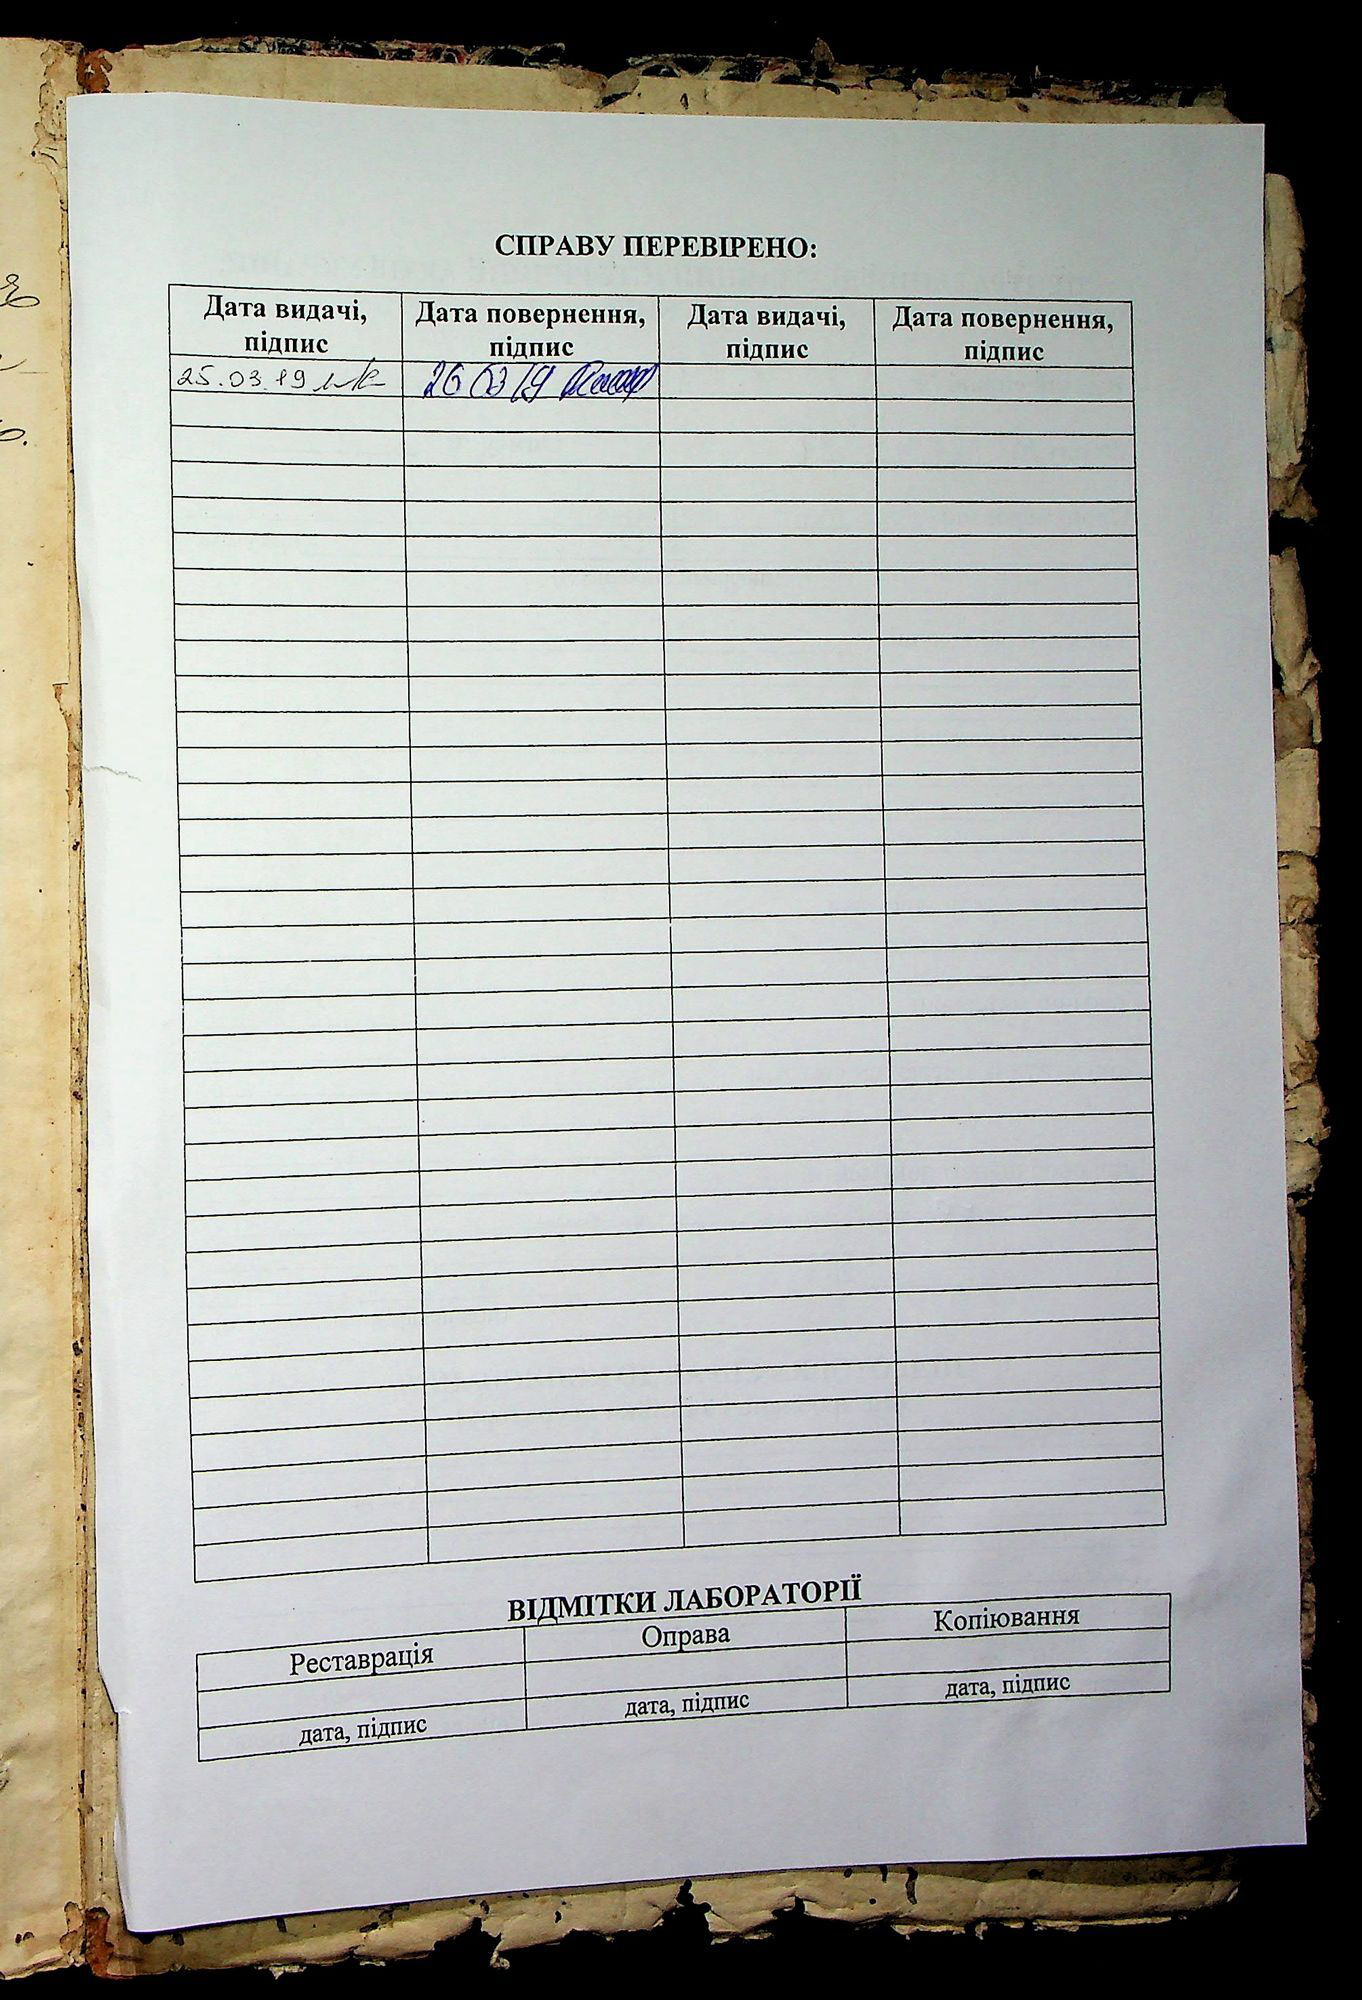 СПРАВУ ПЕРЕВІРЕНО:
Дата видачі, підпис
Дата повернення, підпис
Дата видачі, підпис
Дата повернення, підпис
25.03.19
26 03 19
ВІДМІТКИ ЛАБОРАТОРІЇ
Реставрація
Оправа
Копіювання
дата, підпис
дата, підпис
дата, підпис